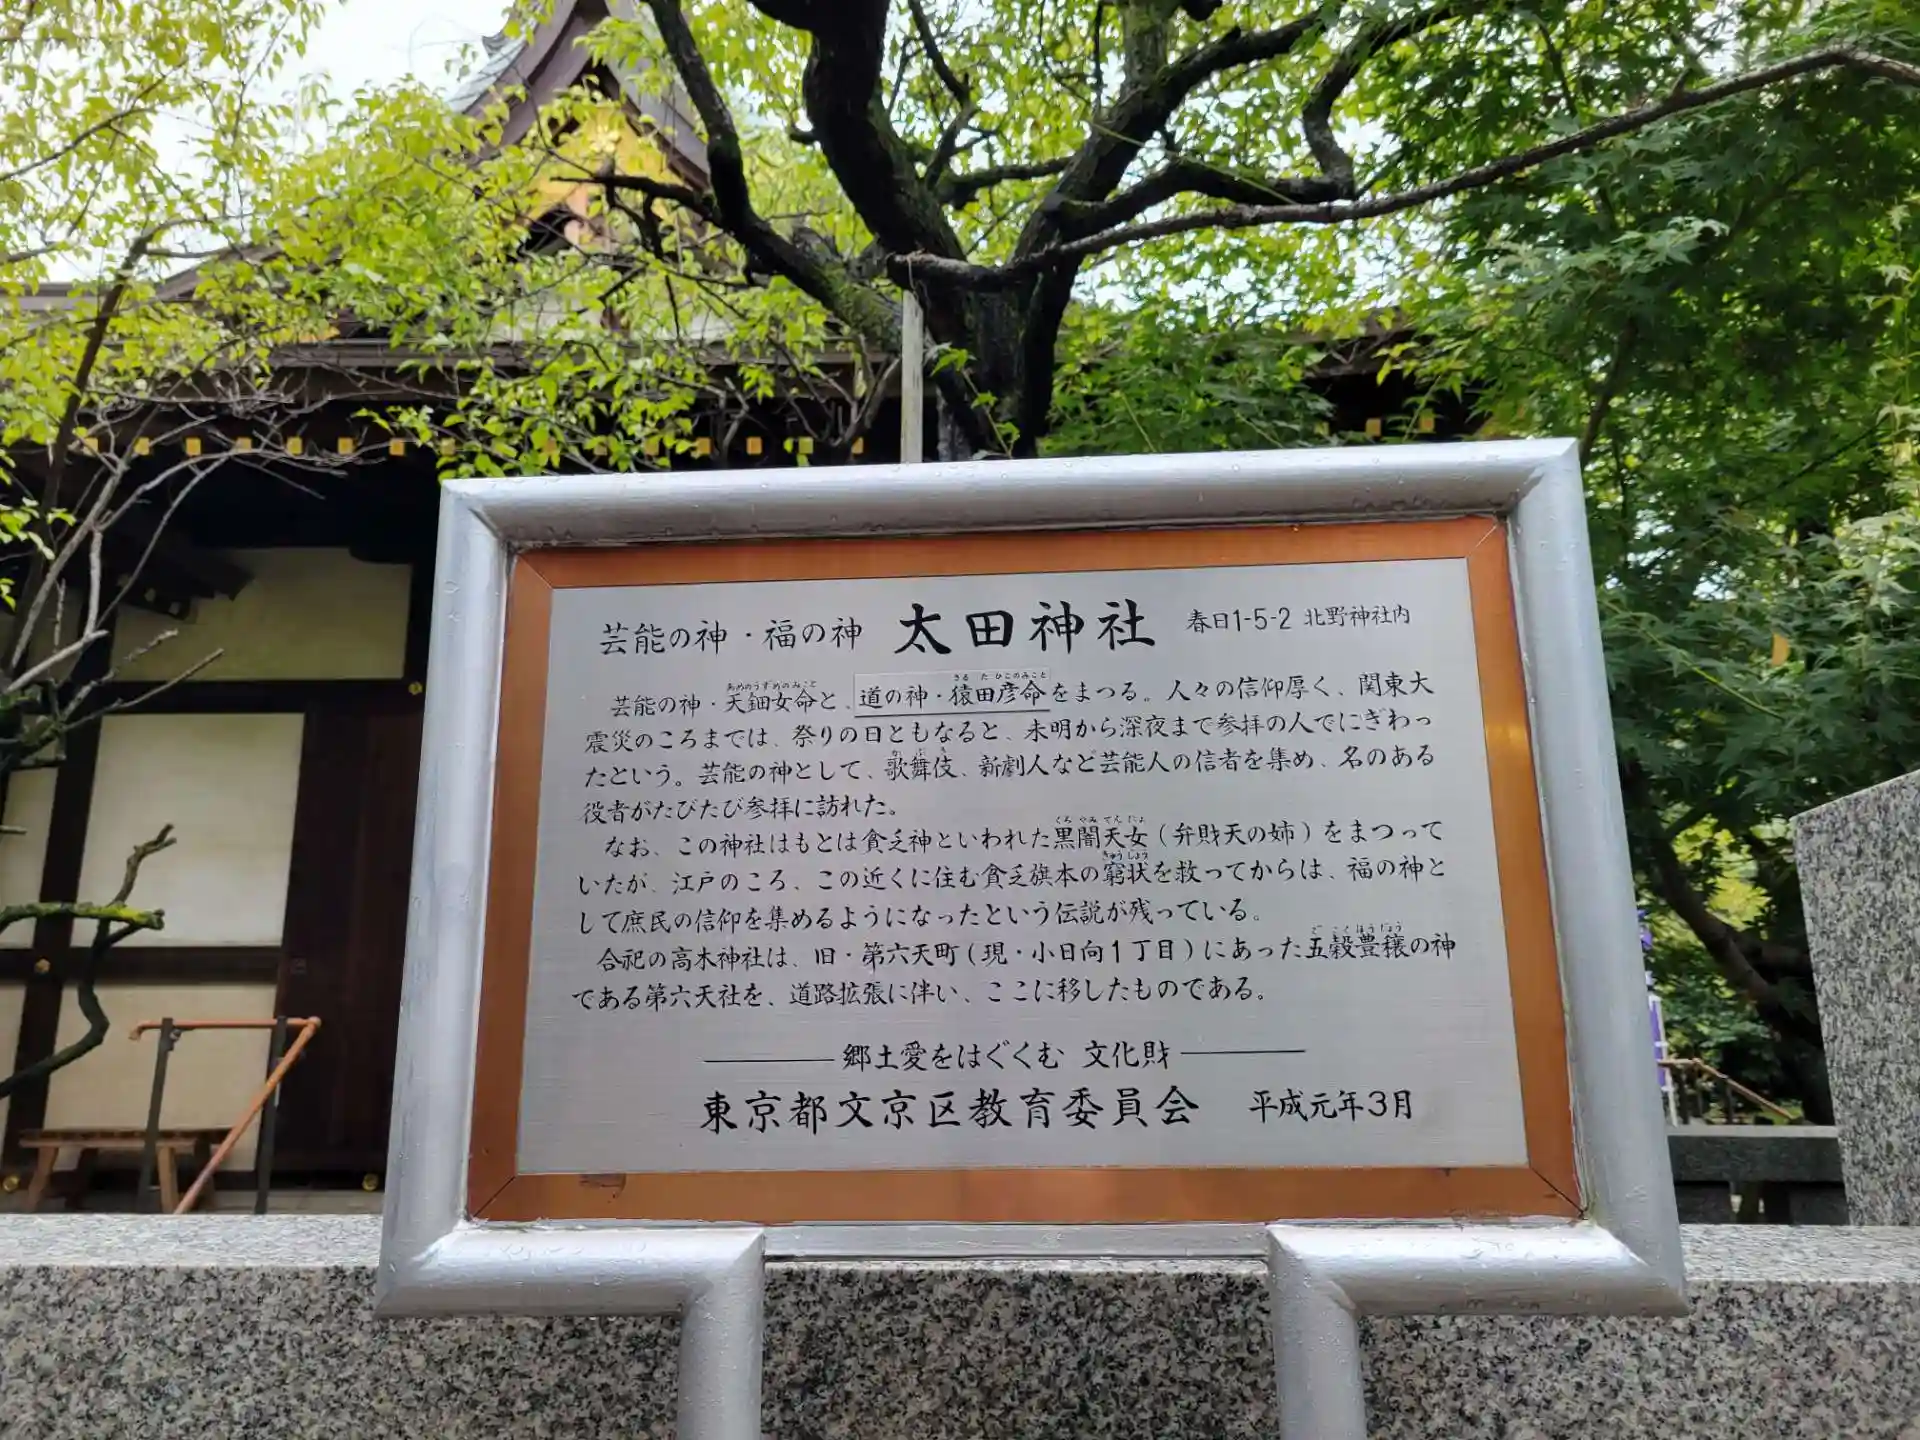 芸能の神・福の神 太田神社 春日1-5-2 北野神社内
芸能の神・天鈿女命と、道の神・猿田彦命をまつる。人々の信仰厚く、関東大
震災のころまでは、祭りの日ともなると、未明から深夜まで参拝の人でにぎわっ
たという。芸能の神として、歌舞伎、新劇人など芸能人の信者を集め、名のある
役者がたびたび参拝に訪れた。
なお、この神社はもとは貧乏神といわれた黒闇天女（弁財天の姉）をまつって
いたが、江戸のころ、この近くに住む貧乏旗本の窮状を救ってからは、福の神と
して庶民の信仰を集めるようになったという伝説が残っている。
合祀の高木神社は、旧・第六天町（現・小日向1丁目）にあった五穀豊穣の神
である第六天社を、道路拡張に伴い、ここに移したものである。
郷土愛をはぐくむ 文化財
東京都文京区教育委員会 平成元年3月